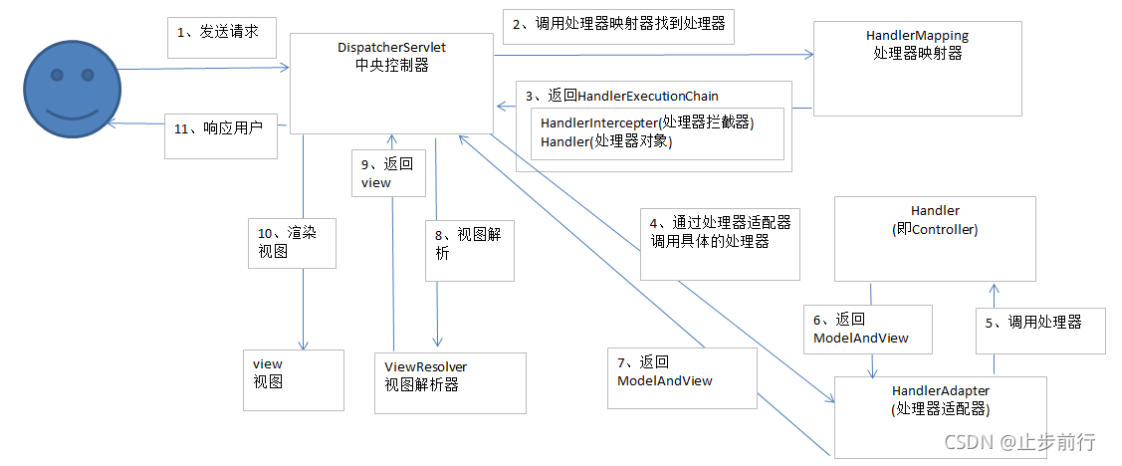 1、发送请求
DispatcherServlet
中央控制器
2、调用处理器映射器找到处理器
HandlerMapping
处理器映射器
3、返回HandlerExecutionChain
HandlerIntercepter(处理器拦截器)
Handler(处理器对象)
11、响应用户
9、返回
view
10、渲染
视图
8、视图解
析
4、通过处理器适配器
调用具体的处理器
Handler
(即Controller)
6、返回
ModelAndView
5、调用处理器
7、返回
ModelAndView
view
视图
ViewResolver
视图解析器
HandlerAdapter
(处理器适配器)
CSDN @止步前行